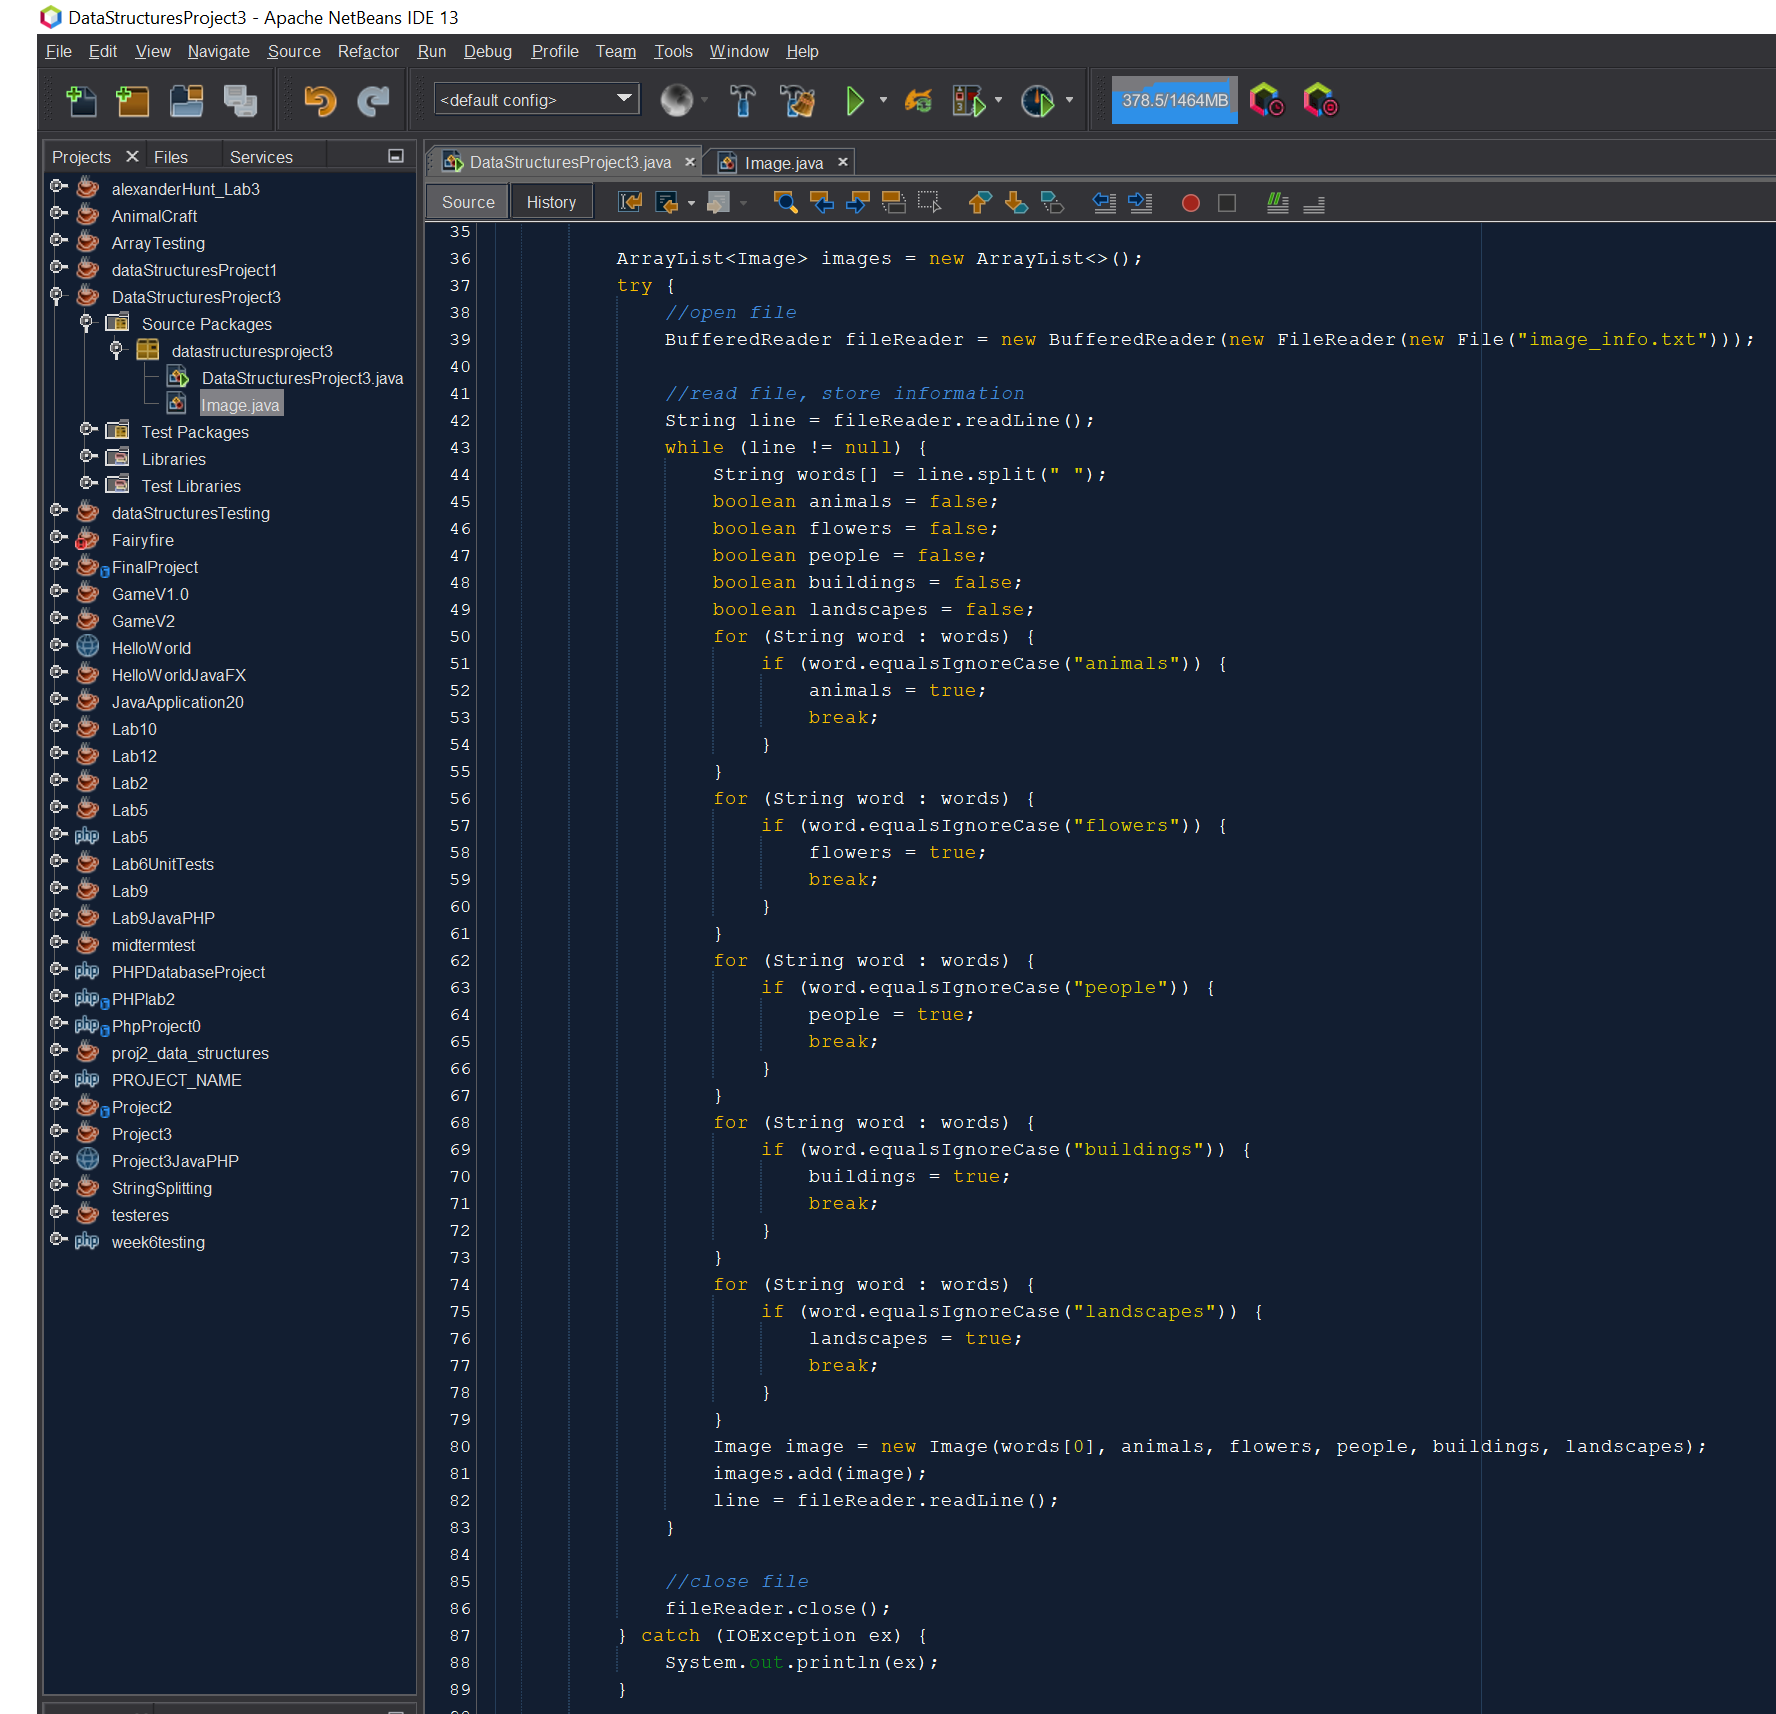 DataStructuresProject3 - Apache NetBeans IDE 13
File Edit View Navigate Source Refactor Run Debug Profile Team Tools Window Help
<default config>
378.5/1464MB
Projects Files Services
alexanderHunt_Lab3
AnimalCraft
ArrayTesting
dataStructuresProject1
DataStructuresProject3
Source Packages
datastructuresproject3
DataStructuresProject3.java
Image.java
Test Packages
Libraries
Test Libraries
dataStructuresTesting
Fairyfire
FinalProject
GameV1.0
GameV2
HelloWorld
HelloWorldJavaFX
JavaApplication20
Lab10
Lab12
Lab2
Lab5
php Lab5
Lab6UnitTests
Lab9
Lab9JavaPHP
midtermtest
php PHPDatabaseProject
php PHPlab2
php PhpProject0
proj2_data_structures
php PROJECT_NAME
Project2
Project3
Project3JavaPHP
StringSplitting
testeres
php week6testing
DataStructuresProject3.java Image.java
Source History
35
36 ArrayList<Image> images = new ArrayList<>();
37 try {
38 //open file
39 BufferedReader fileReader = new BufferedReader(new FileReader(new File("image_info.txt")));
40
41 //read file, store information
42 String line = fileReader.readLine();
43 while (line != null) {
44 String words[] = line.split(" ");
45 boolean animals = false;
46 boolean flowers = false;
47 boolean people = false;
48 boolean buildings = false;
49 boolean landscapes = false;
50 for (String word : words) {
51 if (word.equalsIgnoreCase("animals")) {
52 animals = true;
53 break;
54 }
55 }
56 for (String word : words) {
57 if (word.equalsIgnoreCase("flowers")) {
58 flowers = true;
59 break;
60 }
61 }
62 for (String word : words) {
63 if (word.equalsIgnoreCase("people")) {
64 people = true;
65 break;
66 }
67 }
68 for (String word : words) {
69 if (word.equalsIgnoreCase("buildings")) {
70 buildings = true;
71 break;
72 }
73 }
74 for (String word : words) {
75 if (word.equalsIgnoreCase("landscapes")) {
76 landscapes = true;
77 break;
78 }
79 }
80 Image image = new Image(words[0], animals, flowers, people, buildings, landscapes);
81 images.add(image);
82 line = fileReader.readLine();
83 }
84
85 //close file
86 fileReader.close();
87 } catch (IOException ex) {
88 System.out.println(ex);
89 }